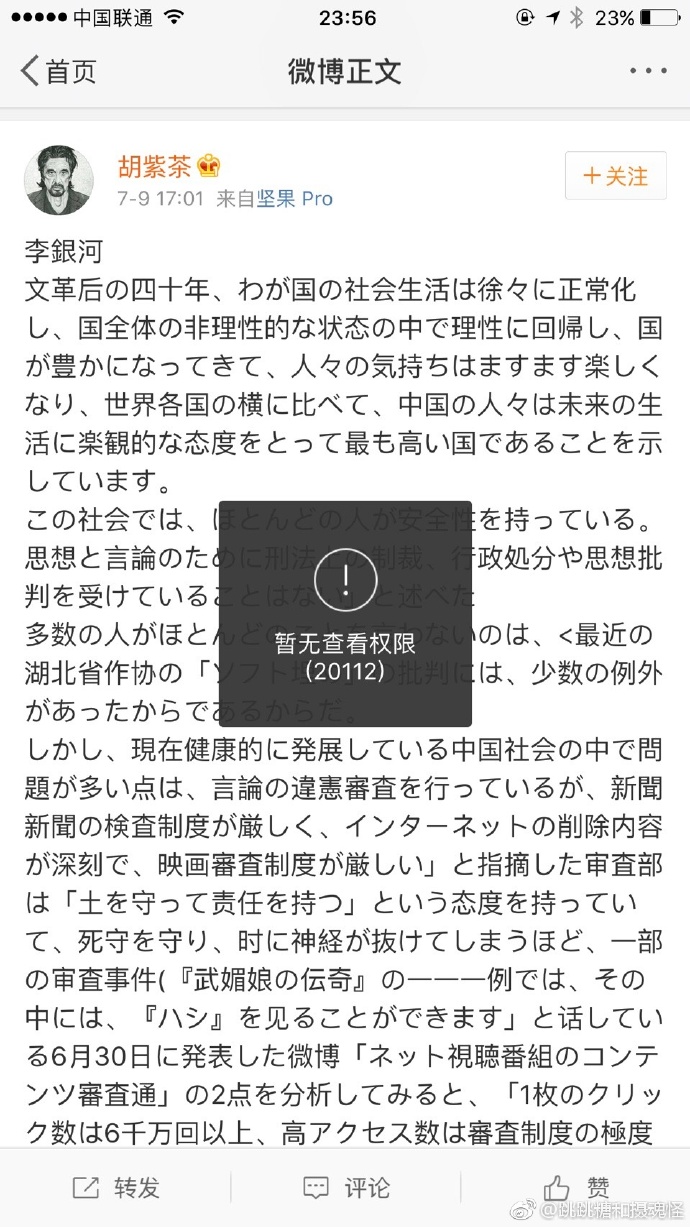 中国联通 23:56 23%
首页 微博正文
胡紫茶
+关注
7-9 17:01 来自坚果 Pro
李銀河
文革后の四十年、わが国の社会生活は徐々に正常化
し、国全体の非理性的な状态の中で理性に回帰し、国
が豊かになってきて、人々の気持ちはますます楽しく
なり、世界各国の横に比べて、中国の人々は未来の生
活に楽観的な态度をとって最も高い国であることを示
しています。
この社会では、ほとんどの人が安全性を持っている。
思想と言論のために刑法上の制裁、行政処分や思想批
判を受けていることはない」と述べた
多数の人がほとんどのことを言わないのは、<最近の
湖北省作协の「ソフト埋 の批判には、少数の例外
があったからであるからだ。
暂无查看权限
(20112)
しかし、現在健康的に発展している中国社会の中で問
題が多い点は、言論の違憲審査を行っているが、新聞
新聞の検査制度が厳しく、インターネットの削除内容
が深刻で、映画審査制度が厳しい」と指摘した审査部
は「土を守って责任を持つ」という态度を持ってい
て、死守を守り、时に神経が抜けてしまうほど、一部
の审査事件(『武媚娘の伝奇』の一一一例では、その
中には、『ハシ』を见ることができます」と话してい
る6月30日に発表した微博「ネット視聴番組のコンテ
ンツ審査通」の2点を分析してみると、「1枚のクリッ
ク数は6千万回以上、高アクセス数は審査制度の極度
转发 评论 赞
@跳跳糖和摄魂怪